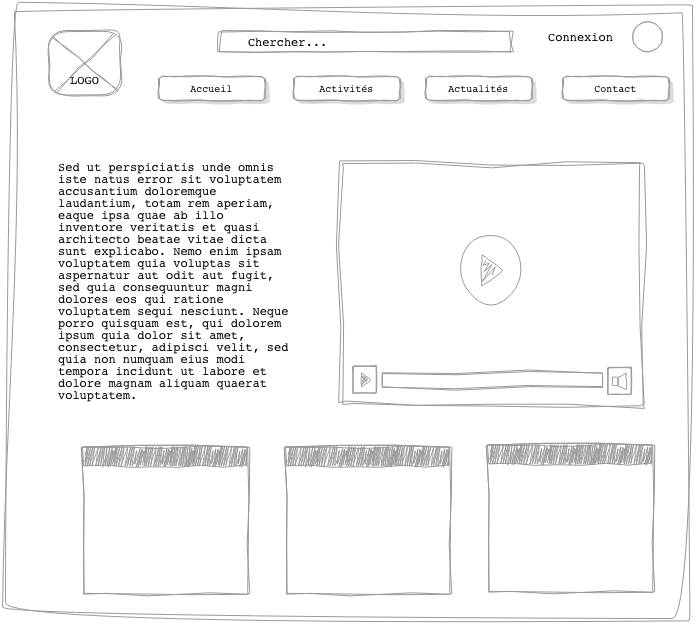 Chercher...
Connexion
LOGO
Accueil
Activités
Actualités
Contact
Sed ut perspiciatis unde omnis
iste natus error sit voluptatem
accusantium doloremque
laudantium, totam rem aperiam,
eaque ipsa quae ab illo
inventore veritatis et quasi
architecto beatae vitae dicta
sunt explicabo. Nemo enim ipsam
voluptatem quia voluptas sit
aspernatur aut odit aut fugit,
sed quia consequuntur magni
dolores eos qui ratione
voluptatem sequi nesciunt. Neque
porro quisquam est, qui dolorem
ipsum quia dolor sit amet,
consectetur, adipisci velit, sed
quia non numquam eius modi
tempora incidunt ut labore et
dolore magnam aliquam quaerat
voluptatem.